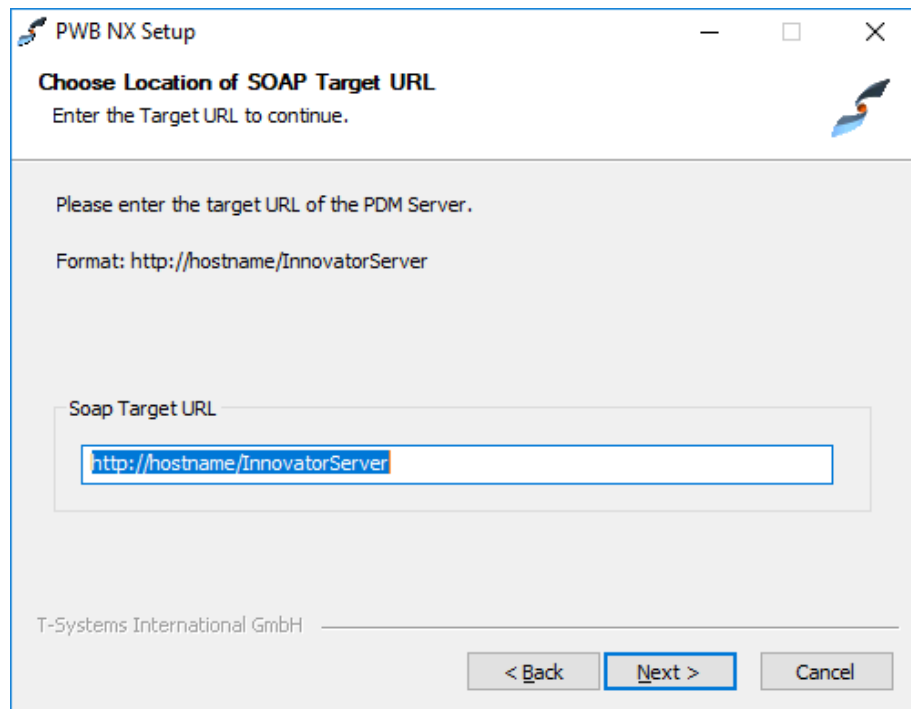 PWB NX Setup
Choose Location of SOAP Target URL
Enter the Target URL to continue.
Please enter the target URL of the PDM Server.
Format: http://hostname/InnovatorServer
Soap Target URL
http://hostname/InnovatorServer
T-Systems International GmbH
< Back Next > Cancel